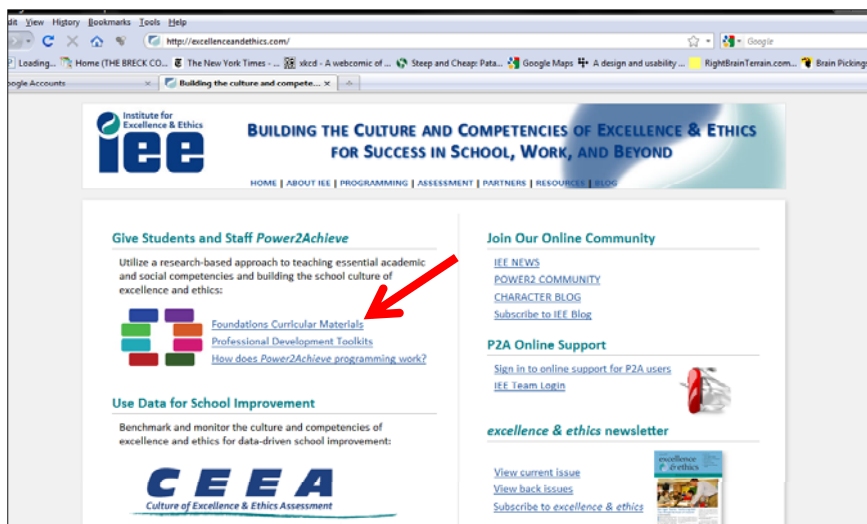 dit View History Bookmarks Tools Help
http://excellenceandethics.com/
Google
Loading... Home (THE BRECK CO... The New York Times - ... xkcd - A webcomic of ... Steep and Cheap: Pata... Google Maps A design and usability ... RightBrainTerrain.com... Brain Pickings
oogle Accounts
Building the culture and compete...
Institute for
Excellence & Ethics
iee
BUILDING THE CULTURE AND COMPETENCIES OF EXCELLENCE & ETHICS
FOR SUCCESS IN SCHOOL, WORK, AND BEYOND
HOME | ABOUT IEE | PROGRAMMING | ASSESSMENT | PARTNERS | RESOURCES | BLOG
Give Students and Staff Power2Achieve
Utilize a research-based approach to teaching essential academic
and social competencies and building the school culture of
excellence and ethics:
Foundations Curricular Materials
Professional Development Toolkits
How does Power2Achieve programming work?
Use Data for School Improvement
Benchmark and monitor the culture and competencies of
excellence and ethics for data-driven school improvement:
CEEA
Culture of Excellence & Ethics Assessment
Join Our Online Community
IEE NEWS
POWER2 COMMUNITY
CHARACTER BLOG
Subscribe to IEE Blog
P2A Online Support
Sign in to online support for P2A users
IEE Team Login
excellence & ethics newsletter
View current issue
View back issues
Subscribe to excellence & ethics
excellence
& ethics